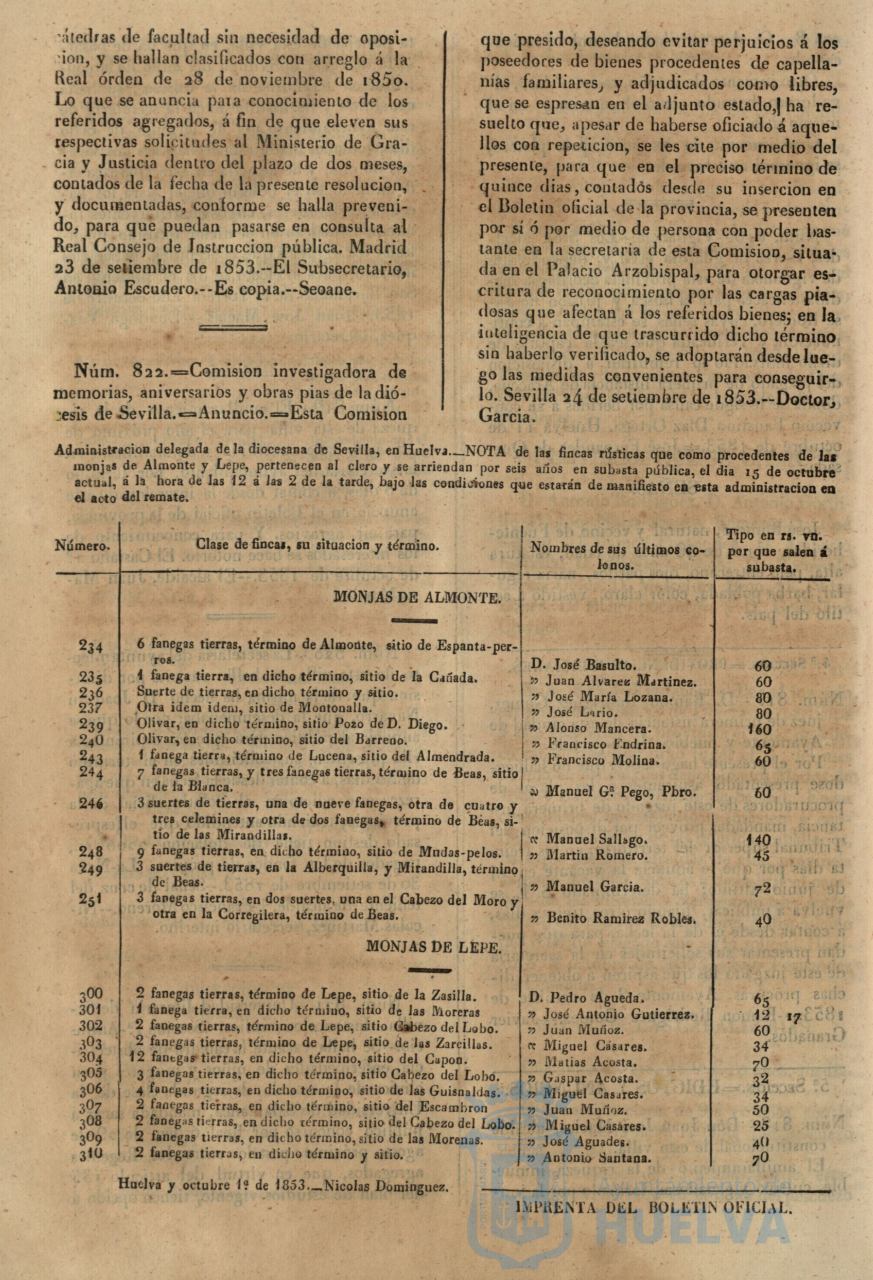 cátedras de facultad sin necesidad de oposi-
cion, y se hallan clasificados con arreglo á la
Real órden de 28 de noviembre de 1850.
Lo que se anuncia para conocimiento de los
referidos agregados, á fin de que eleven sus
respectivas solicitudes al Ministerio de Gra-
cia y Justicia dentro del plazo de dos meses,
contados de la fecha de la presente resolucion,
y documentadas, conforme se halla preveni-
do, para que puedan pasarse en consulta al
Real Consejo de Instruccion pública. Madrid
23 de setiembre de 1853.--El Subsecretario,
Antonio Escudero.--Es copia.--Seoane.
Núm. 822.=Comision investigadora de
memorias, aniversarios y obras pias de la dió-
cesis de Sevilla.=Anuncio.=Esta Comision
que presido, deseando evitar perjuicios á los
poseedores de bienes procedentes de capella-
nías familiares, y adjudicados como libres,
que se espresan en el adjunto estado, ha re-
suelto que, apesar de haberse oficiado á aque-
llos con repeticion, se les cite por medio del
presente, para que en el preciso término de
quince dias, contados desde su insercion en
el Boletin oficial de la provincia, se presenten
por sí ó por medio de persona con poder bas-
tante en la secretaría de esta Comision, situa-
da en el Palacio Arzobispal, para otorgar es-
critura de reconocimiento por las cargas pia-
dosas que afectan á los referidos bienes; en la
inteligencia de que trascurrido dicho término
sin haberlo verificado, se adoptarán desde lue-
go las medidas convenientes para conseguir-
lo. Sevilla 24 de setiembre de 1853.--Doctor,
Garcia.
Administracion delegada de la diocesana de Sevilla, en Huelva.—NOTA de las fincas rústicas que como procedentes de las
monjas de Almonte y Lepe, pertenecen al clero y se arriendan por seis años en subasta pública, el dia 15 de octubre
actual, á la hora de las 12 á las 2 de la tarde, bajo las condiciones que estarán de manifiesto en esta administracion en
el acto del remate.
Número. Clase de fincas, su situacion y término. Nombres de sus últimos co-lonos. Tipo en rs. vn. por que salen á subasta.
MONJAS DE ALMONTE.
234 6 fanegas tierras, término de Almonte, sitio de Espanta-per-
ros. D. José Basulto. 60
235 1 fanega tierra, en dicho término, sitio de la Cañada. » Juan Alvarez Martinez. 60
236 Suerte de tierras, en dicho término y sitio. » José María Lozana. 80
237 Otra idem idem, sitio de Montonalla. » José Lario. 80
239 Olivar, en dicho término, sitio Pozo de D. Diego. » Alonso Mancera. 160
240 Olivar, en dicho término, sitio del Barreno. » Francisco Endrina. 65
243 1 fanega tierra, término de Lucena, sitio del Almendrada. » Francisco Molina. 60
244 7 fanegas tierras, y tres fanegas tierras, término de Beas, sitio
de la Blanca. » Manuel Gª. Pego, Pbro. 60
246 3 suertes de tierras, una de nueve fanegas, otra de cuatro y
tres celemines y otra de dos fanegas, término de Beas, si-
tio de las Mirandillas. « Manuel Sallago. 140
248 9 fanegas tierras, en dicho término, sitio de Mudas-pelos. » Martin Romero. 45
249 3 suertes de tierras, en la Alberquilla, y Mirandilla, término
de Beas. » Manuel Garcia. 72
251 3 fanegas tierras, en dos suertes, una en el Cabezo del Moro y
otra en la Corregilera, término de Beas. » Benito Ramirez Robles. 40
MONJAS DE LEPE.
300 2 fanegas tierras, término de Lepe, sitio de la Zasilla. D. Pedro Agueda. 65
301 1 fanega tierra, en dicho término, sitio de las Moreras » José Antonio Gutierrez. 12 17
302 2 fanegas tierras, término de Lepe, sitio Cabezo del Lobo. » Juan Muñoz. 60
303 2 fanegas tierras, término de Lepe, sitio de las Zarcillas. « Miguel Casares. 34
304 12 fanegas tierras, en dicho término, sitio del Capon. » Matias Acosta. 70
305 3 fanegas tierras, en dicho término, sitio Cabezo del Lobo. » Gaspar Acosta. 32
306 4 fanegas tierras, en dicho término, sitio de las Guisnaldas. » Miguel Casares. 34
307 2 fanegas tierras, en dicho término, sitio del Escambron » Juan Muñoz. 50
308 2 fanegas tierras, en dicho término, sitio del Cabezo del Lobo. » Miguel Casares. 25
309 2 fanegas tierras, en dicho término, sitio de las Morenas. » José Aguades. 40
310 2 fanegas tierras, en dicho término y sitio. » Antonio Santana. 70
Huelva y octubre 1º de 1853.—Nicolas Dominguez.
IMPRENTA DEL BOLETIN OFICIAL.
HUELVA